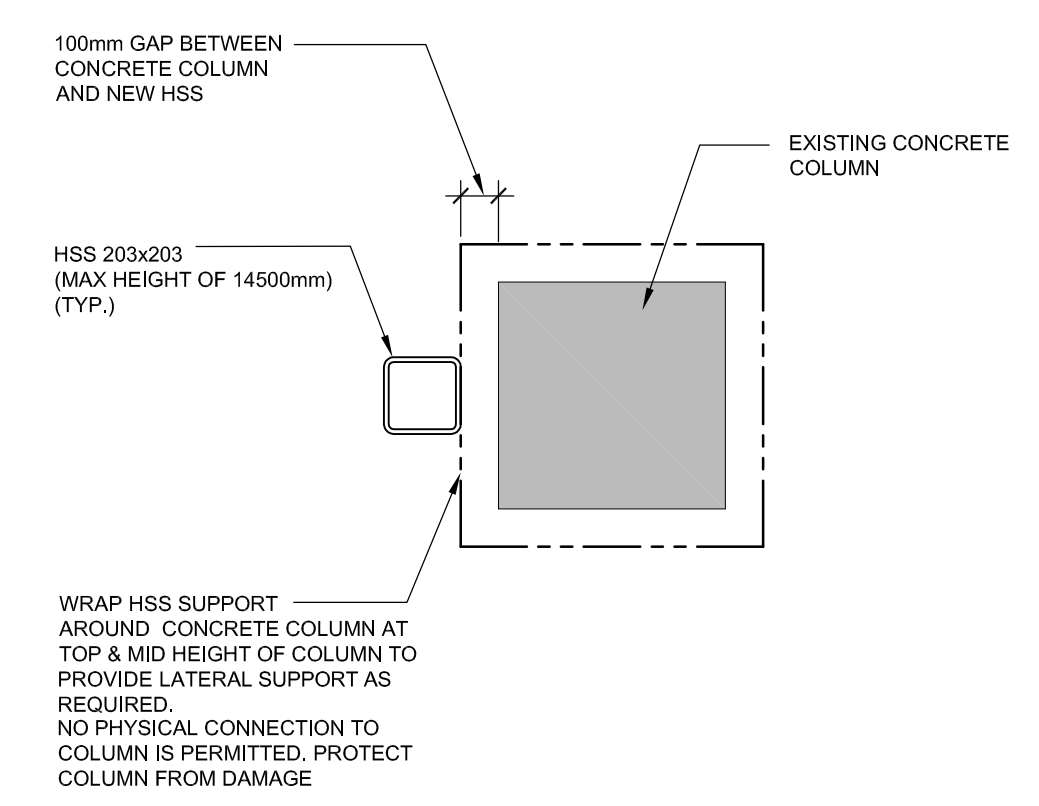 100mm GAP BETWEEN
CONCRETE COLUMN
AND NEW HSS
EXISTING CONCRETE
COLUMN
HSS 203x203
(MAX HEIGHT OF 14500mm)
(TYP.)
WRAP HSS SUPPORT
AROUND CONCRETE COLUMN AT
TOP & MID HEIGHT OF COLUMN TO
PROVIDE LATERAL SUPPORT AS
REQUIRED.
NO PHYSICAL CONNECTION TO
COLUMN IS PERMITTED. PROTECT
COLUMN FROM DAMAGE